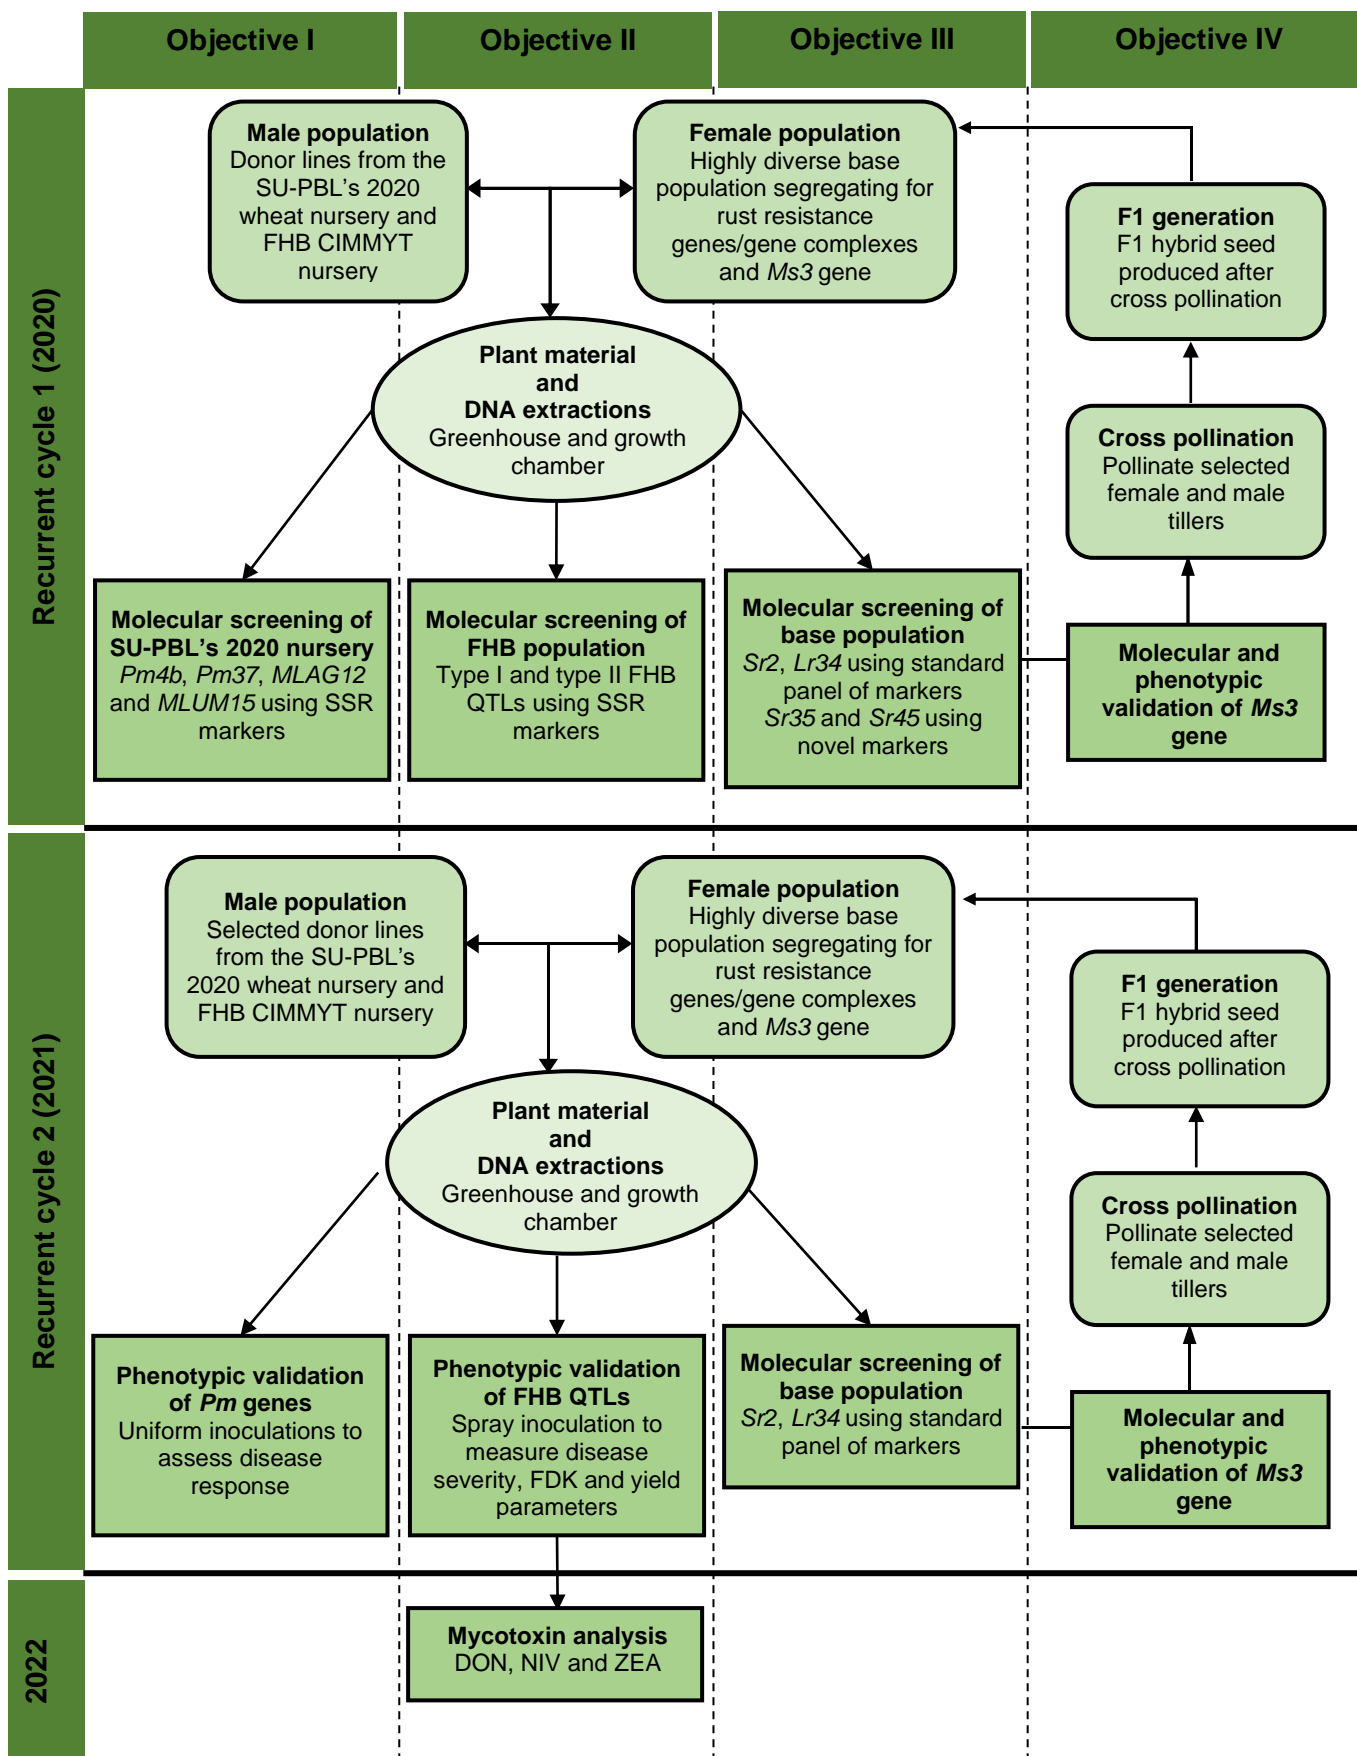 Objective I
Objective II
Objective III
Objective IV
Recurrent cycle 1 (2020)
Male population
Donor lines from the
SU-PBL's 2020
wheat nursery and
FHB CIMMYT
nursery
Female population
Highly diverse base
population segregating for
rust resistance
genes/gene complexes
and Ms3 gene
F1 generation
F1 hybrid seed
produced after
cross pollination
Plant material
and
DNA extractions
Greenhouse and growth
chamber
Cross pollination
Pollinate selected
female and male
tillers
Molecular screening of
SU-PBL's 2020 nursery
Pm4b, Pm37, MLAG12
and MLUM15 using SSR
markers
Molecular screening of
FHB population
Type I and type II FHB
QTLs using SSR
markers
Molecular screening of
base population
Sr2, Lr34 using standard
panel of markers
Sr35 and Sr45 using
novel markers
Molecular and
phenotypic
validation of Ms3
gene
Recurrent cycle 2 (2021)
Male population
Selected donor lines
from the SU-PBL's
2020 wheat nursery and
FHB CIMMYT nursery
Female population
Highly diverse base
population segregating for
rust resistance
genes/gene complexes
and Ms3 gene
F1 generation
F1 hybrid seed
produced after
cross pollination
Plant material
and
DNA extractions
Greenhouse and growth
chamber
Cross pollination
Pollinate selected
female and male
tillers
Phenotypic validation
of Pm genes
Uniform inoculations to
assess disease
response
Phenotypic validation
of FHB QTLs
Spray inoculation to
measure disease
severity, FDK and yield
parameters
Molecular screening of
base population
Sr2, Lr34 using standard
panel of markers
Molecular and
phenotypic
validation of Ms3
gene
2022
Mycotoxin analysis
DON, NIV and ZEA